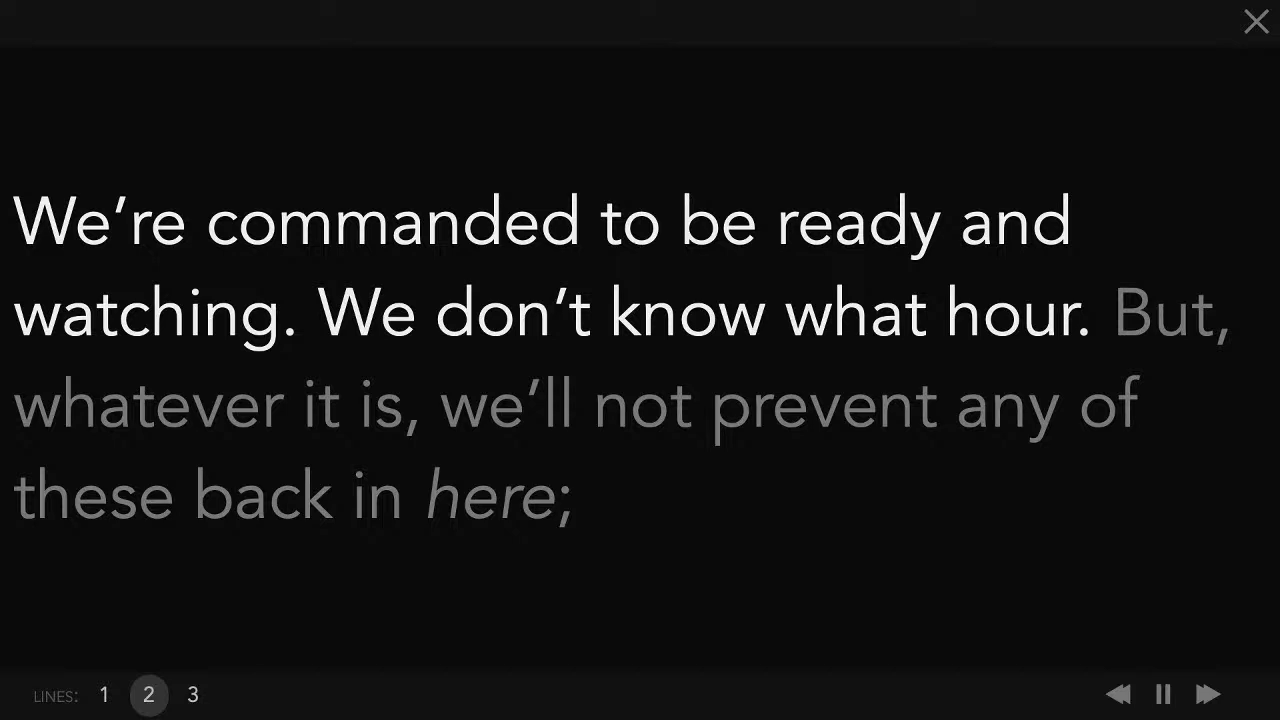 We’re commanded to be ready and
watching. We don’t know what hour. But,
whatever it is, we’ll not prevent any of
these back in here;
LINES: 1 2 3